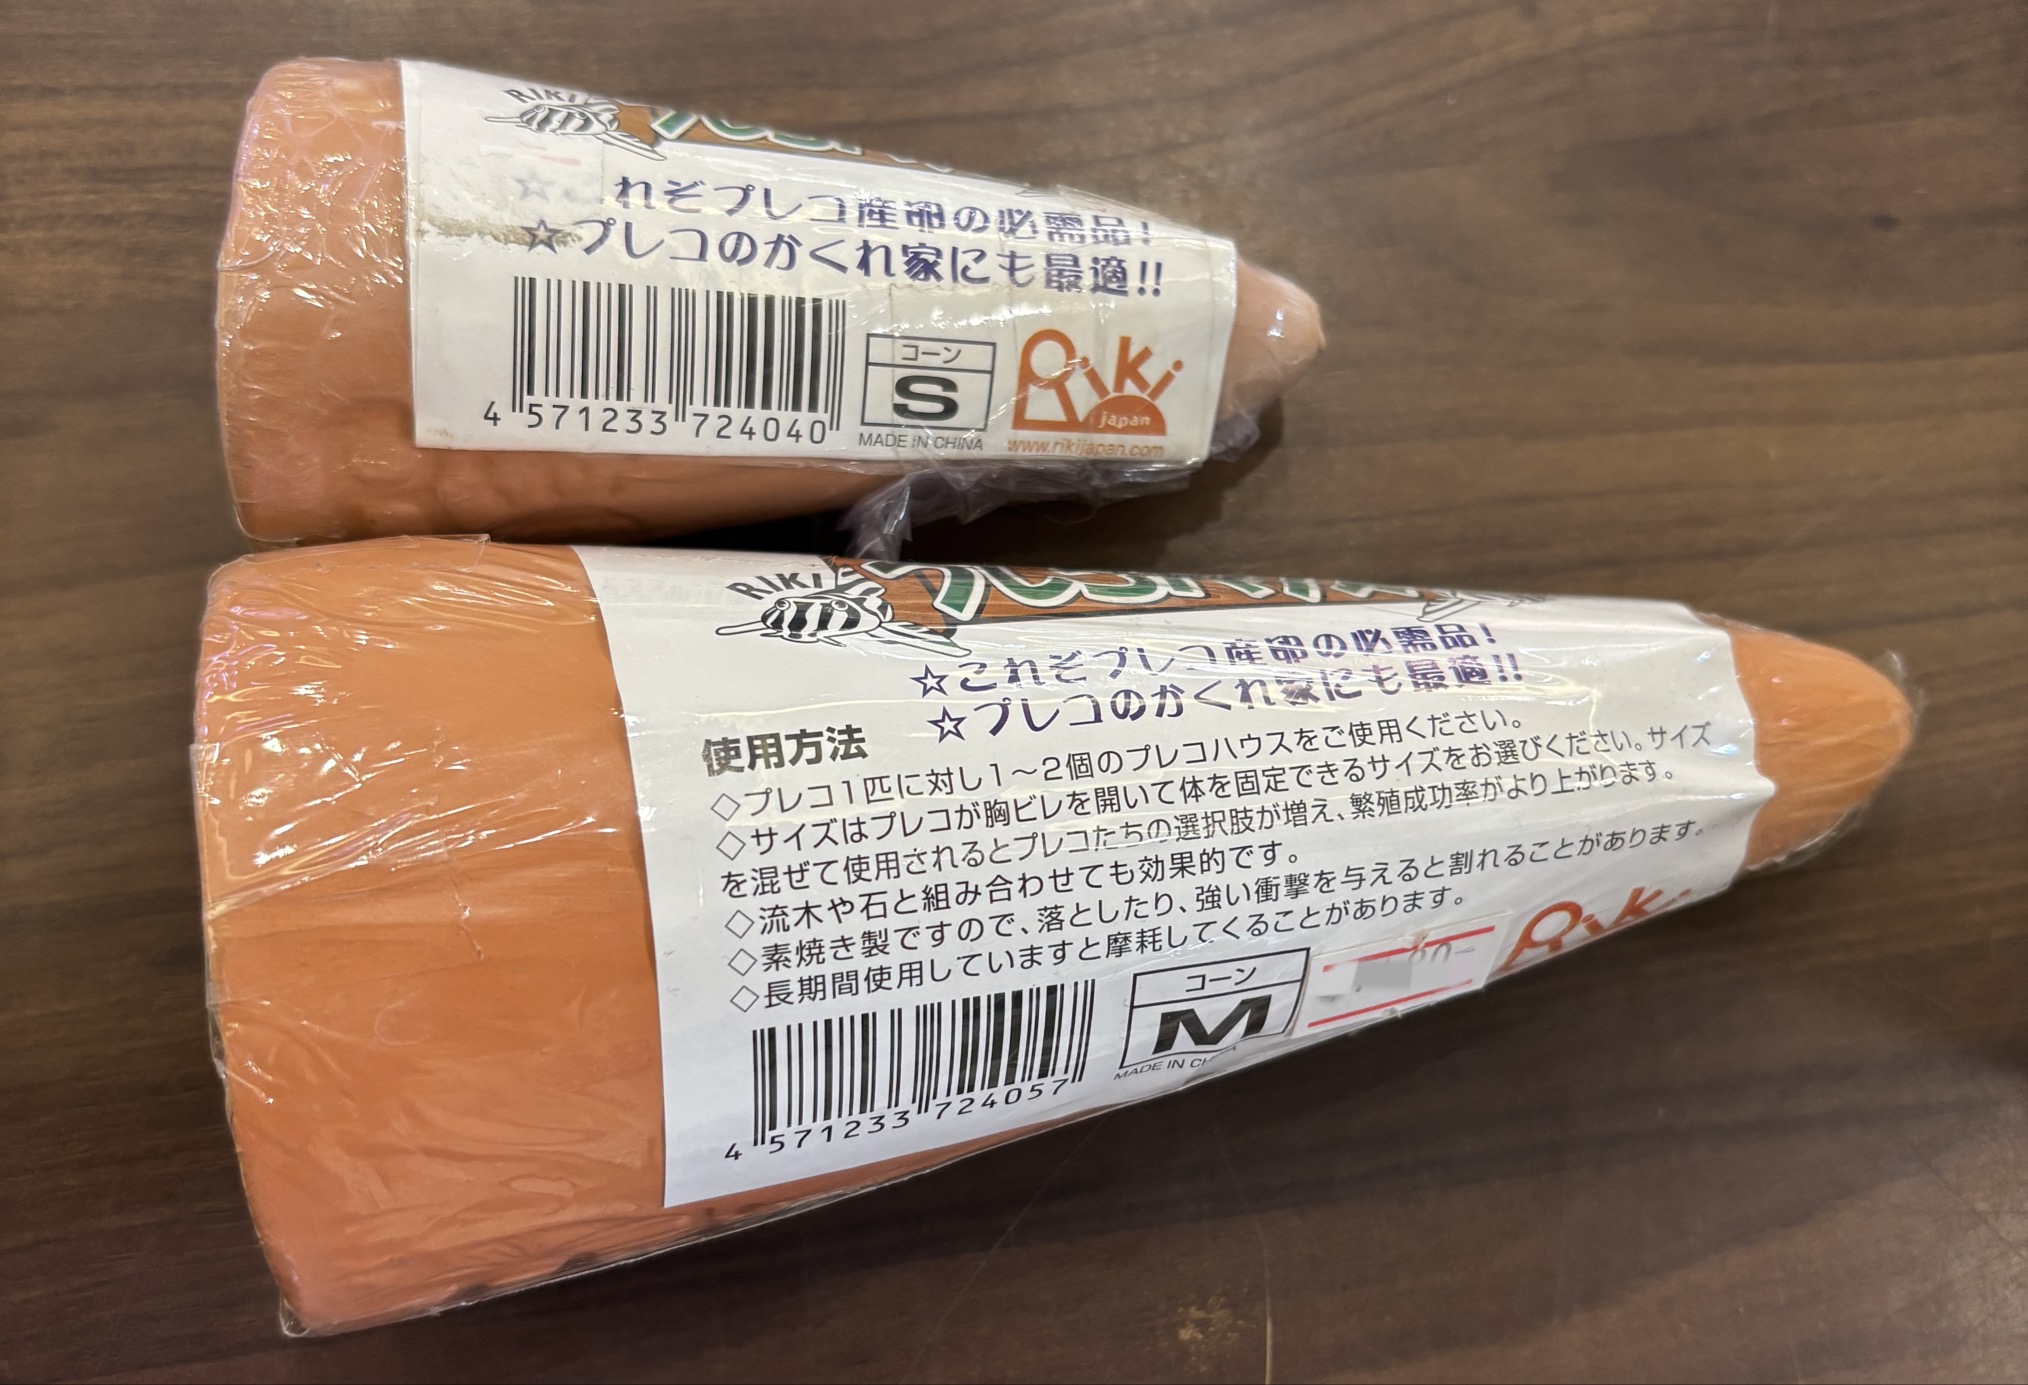 RIKI
れぞプレコ産卵の必需品!
☆プレコのかくれ家にも最適!!
4 571233 724040
コーン
S
MADE IN CHINA
Riki
japan
www.rikijapan.com
RIKI
プレコハウス
☆これぞプレコ産卵の必需品!
☆プレコのかくれ家にも最適!!
使用方法
◇プレコ1匹に対し1〜2個のプレコハウスをご使用ください。
◇サイズはプレコが胸ビレを開いて体を固定できるサイズをお選びください。サイズ
を混ぜて使用されるとプレコたちの選択肢が増え、繁殖成功率がより上がります。
◇流木や石と組み合わせても効果的です。
◇素焼き製ですので、落としたり、強い衝撃を与えると割れることがあります。
◇長期間使用していますと摩耗してくることがあります。
4 571233 724057
コーン
M
MADE IN
Riki